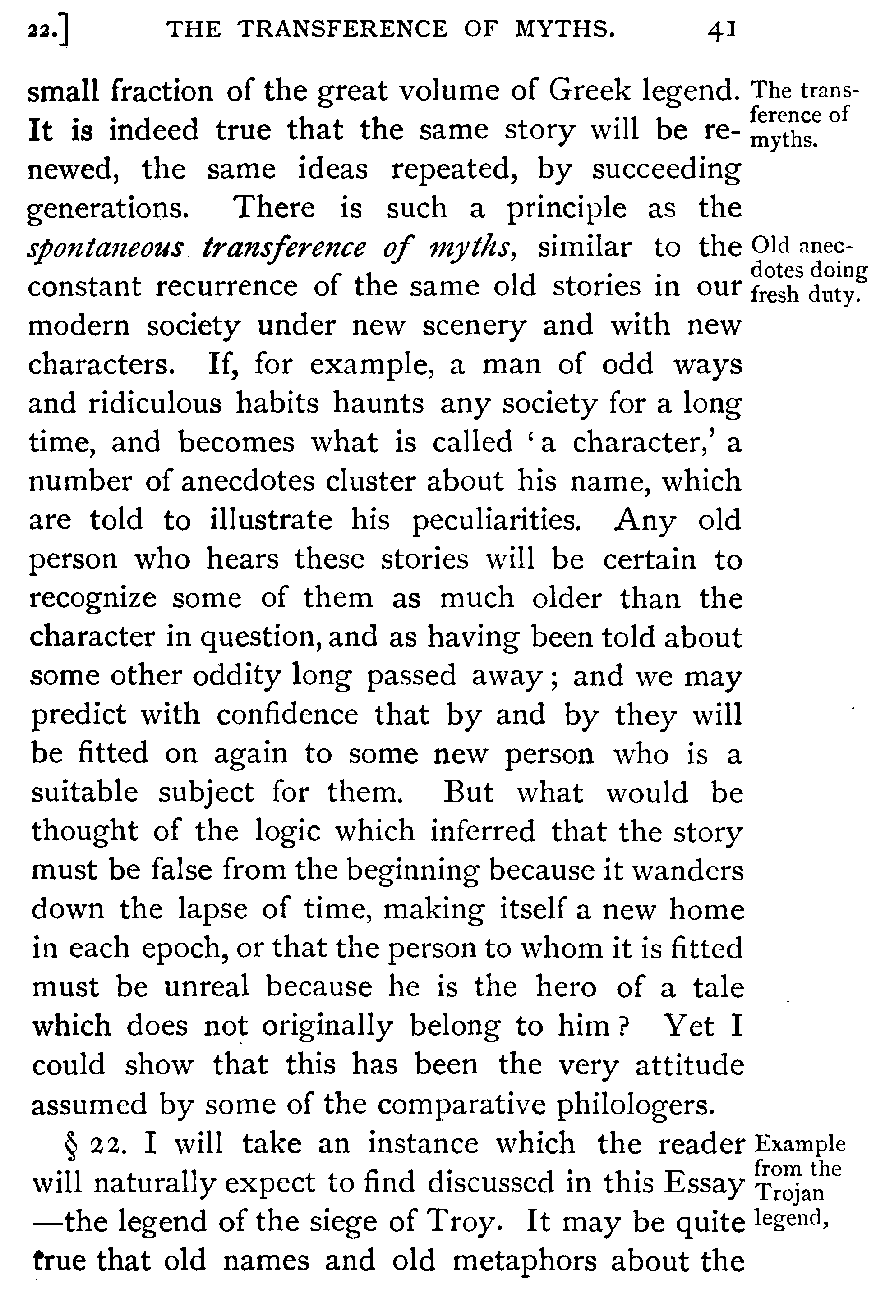 22.] THE TRANSFERENCE OF MYTHS. 41
small fraction of the great volume of Greek legend.
It is indeed true that the same story will be re-
newed, the same ideas repeated, by succeeding
generations. There is such a principle as the
spontaneous transference of myths, similar to the
constant recurrence of the same old stories in our
modern society under new scenery and with new
characters. If, for example, a man of odd ways
and ridiculous habits haunts any society for a long
time, and becomes what is called ‘a character,’ a
number of anecdotes cluster about his name, which
are told to illustrate his peculiarities. Any old
person who hears these stories will be certain to
recognize some of them as much older than the
character in question, and as having been told about
some other oddity long passed away; and we may
predict with confidence that by and by they will
be fitted on again to some new person who is a
suitable subject for them. But what would be
thought of the logic which inferred that the story
must be false from the beginning because it wanders
down the lapse of time, making itself a new home
in each epoch, or that the person to whom it is fitted
must be unreal because he is the hero of a tale
which does not originally belong to him? Yet I
could show that this has been the very attitude
assumed by some of the comparative philologers.
§ 22. I will take an instance which the reader
will naturally expect to find discussed in this Essay
—the legend of the siege of Troy. It may be quite
true that old names and old metaphors about the
The trans-
ference of
myths.
Old anec-
dotes doing
fresh duty.
Example
from the
Trojan
legend,